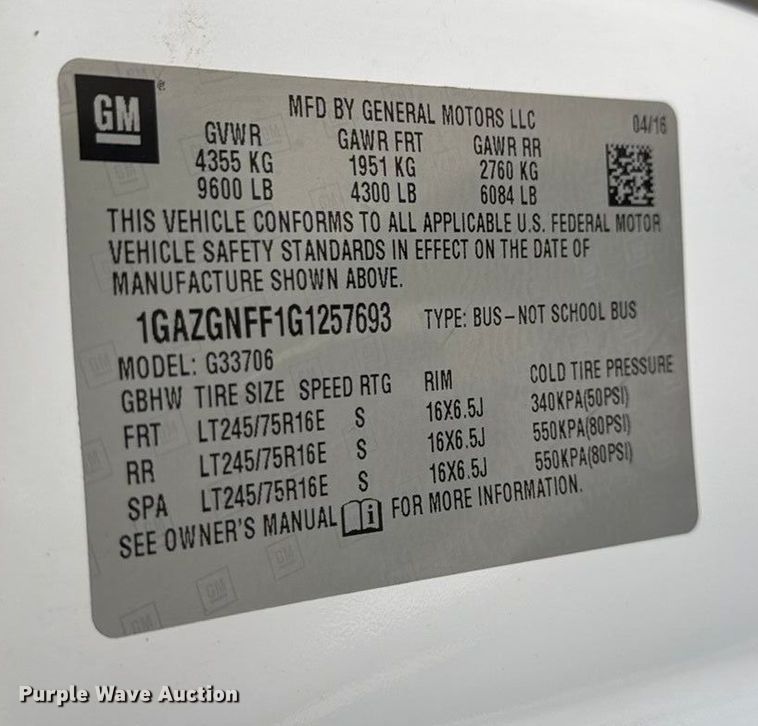 GM
MFD BY GENERAL MOTORS LLC 04/16
GVWR GAWR FRT GAWR RR
4355 KG 1951 KG 2760 KG
9600 LB 4300 LB 6084 LB
THIS VEHICLE CONFORMS TO ALL APPLICABLE U.S. FEDERAL MOTOR
VEHICLE SAFETY STANDARDS IN EFFECT ON THE DATE OF
MANUFACTURE SHOWN ABOVE.
1GAZGNFF1G1257693 TYPE: BUS–NOT SCHOOL BUS
MODEL: G33706
GBHW TIRE SIZE SPEED RTG RIM COLD TIRE PRESSURE
FRT LT245/75R16E S 16X6.5J 340KPA(50PSI)
RR LT245/75R16E S 16X6.5J 550KPA(80PSI)
SPA LT245/75R16E S 16X6.5J 550KPA(80PSI)
SEE OWNER'S MANUAL i FOR MORE INFORMATION.
Purple Wave Auction